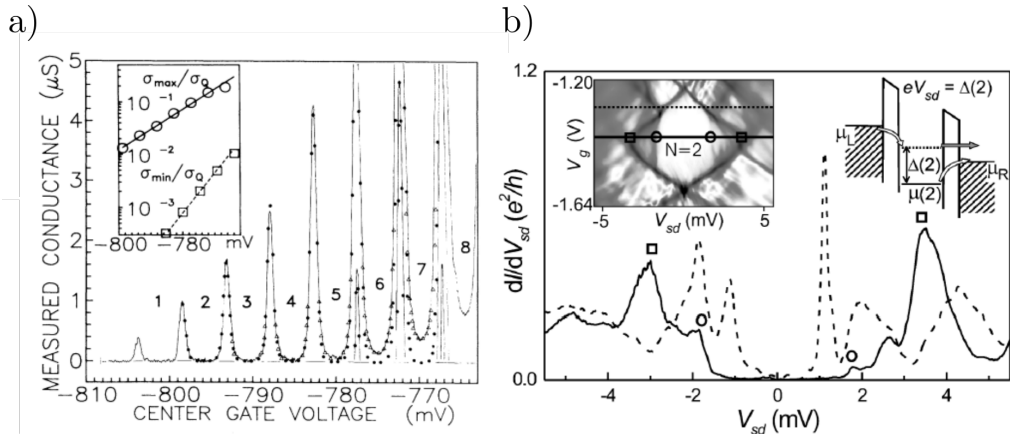 a)
MEASURED CONDUCTANCE (μS)
5
4
3
2
1
0
σmax/σQ
10⁻¹
10⁻²
σmin/σQ
10⁻³
-800 -780 mV
1 2 3 4 5 6 7 8
-810 -800 -790 -780 -770
CENTER GATE VOLTAGE (mV)
b)
dI/dVsd (e²/h)
1.2
0.0
-1.20
Vg (V)
-1.64
N=2
-5 Vsd (mV) 5
eVsd = Δ(2)
μL
Δ(2)
μ(2)
μR
-4 -2 0 2 4
Vsd (mV)